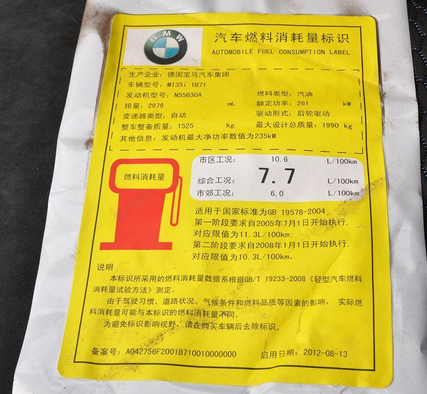 BMW
汽车燃料消耗量标识
AUTOMOBILE FUEL CONSUMPTION LABEL
生产企业：德国宝马汽车集团
车辆型号：M135i 1B71
发动机型号：N55B30A 燃料类型：汽油
排量：2979 mL 额定功率：261 kW
变速器类型：自动 驱动形式：后轮驱动
整车整备质量：1525 kg 最大设计总质量：1990 kg
其他信息：发动机最大净功率数值为235kW
燃料消耗量
市区工况： 10.6 L/100km
综合工况： 7.7 L/100km
市郊工况： 6.0 L/100km
适用于国家标准为GB 19578-2004
第一阶段要求自2005年7月1日开始执行，
对应限值为11.3L/100km；
第二阶段要求自2008年1月1日开始执行，
对应限值为10.3L/100km。
说明
本标识所采用的燃料消耗量数据系根据GB/T 19233-2008《轻型汽车燃料
消耗量试验方法》测定。
由于驾驶习惯、道路状况、气候条件和燃料品质等因素的影响，实际燃
料消耗量可能与本标识的燃料消耗量不同。
为避免标识影响视野，请在购买车辆后去除标识。
备案号：A042756F2001B710010000000 启用日期：2012-08-13